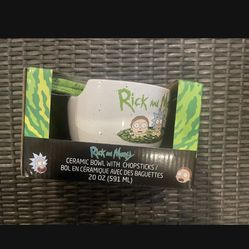 RICK AND MORTY
RICK AND MORTY
CERAMIC BOWL WITH CHOPSTICKS /
BOL EN CÉRAMIQUE AVEC DES BAGUETTES
20 OZ (591 ML)